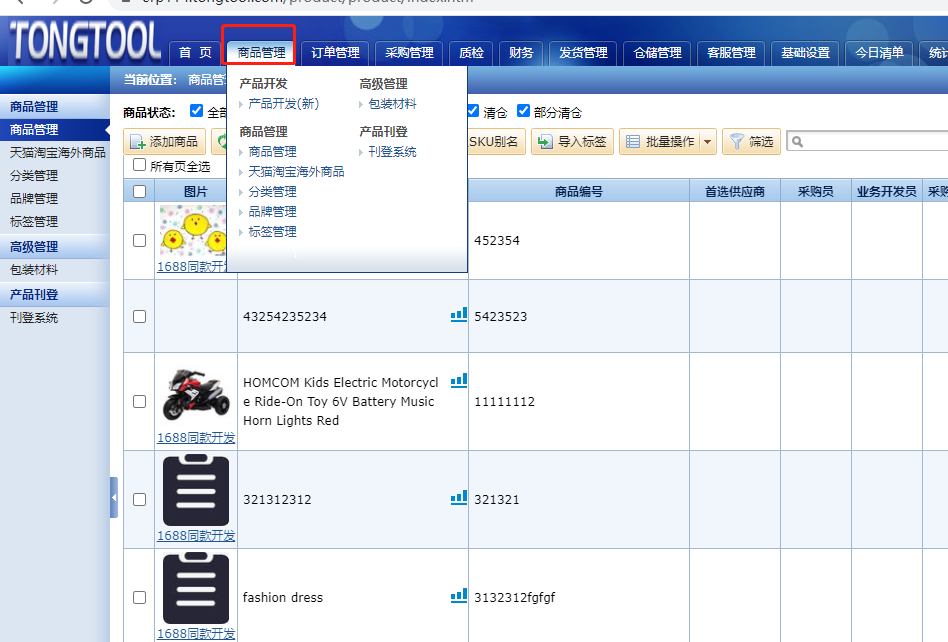 TONGTOOL
首 页
商品管理
订单管理
采购管理
质检
财务
发货管理
仓储管理
客服管理
基础设置
今日清单
当前位置: 商品管
产品开发
产品开发(新)
商品管理
商品管理
天猫淘宝海外商品
分类管理
品牌管理
标签管理
高级管理
包装材料
产品刊登
刊登系统
商品管理
商品管理
天猫淘宝海外商品
分类管理
品牌管理
标签管理
高级管理
包装材料
产品刊登
刊登系统
商品状态: 全部 清仓 部分清仓
添加商品 SKU别名 导入标签 批量操作 筛选
所有页全选
图片 商品编号 首选供应商 采购员 业务开发员 采购
1688同款开发
452354
43254235234 5423523
HOMCOM Kids Electric Motorcycl
e Ride-On Toy 6V Battery Music
Horn Lights Red
11111112
1688同款开发
321312312 321321
1688同款开发
fashion dress 3132312fgfgf
1688同款开发